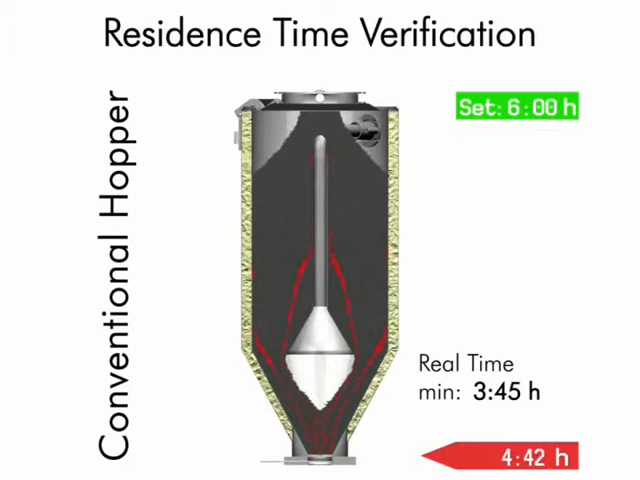 Residence Time Verification
Conventional Hopper
Set: 6:00 h
Real Time
min: 3:45 h
4:42 h